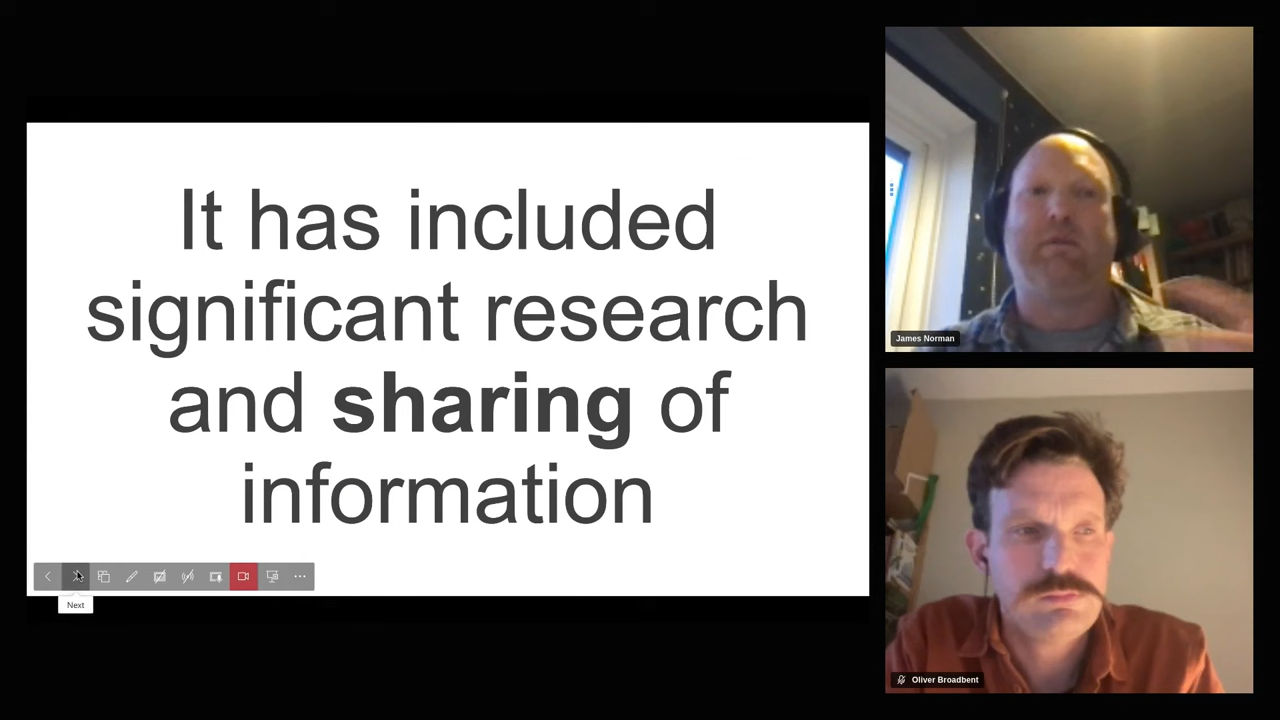 It has included
significant research
and sharing of
information
Next
James Norman
Oliver Broadbent